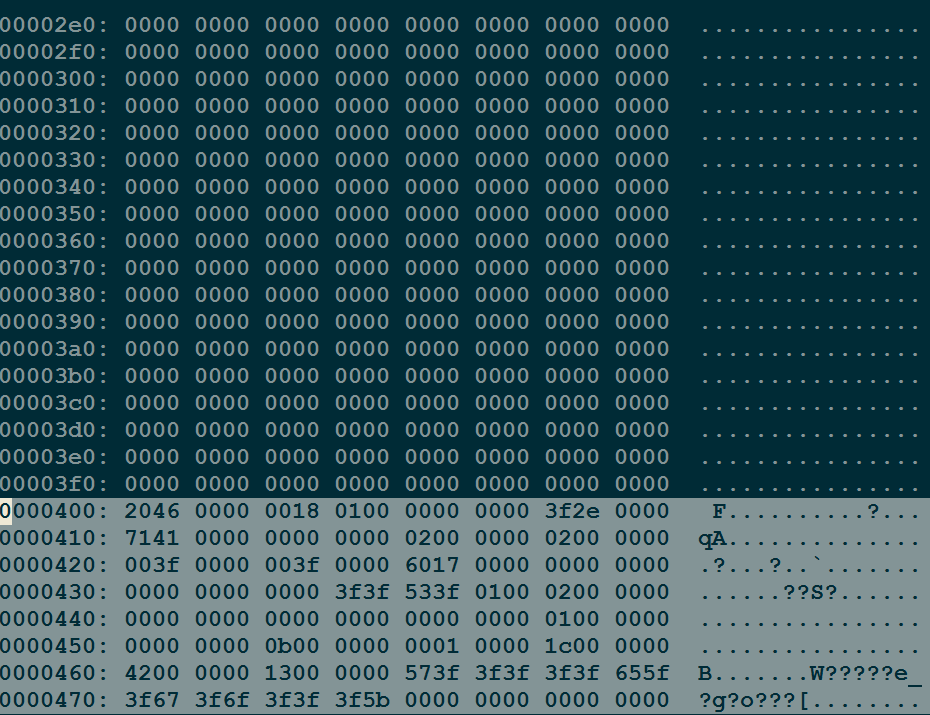 00002e0: 0000 0000 0000 0000 0000 0000 0000 0000  ................
00002f0: 0000 0000 0000 0000 0000 0000 0000 0000  ................
0000300: 0000 0000 0000 0000 0000 0000 0000 0000  ................
0000310: 0000 0000 0000 0000 0000 0000 0000 0000  ................
0000320: 0000 0000 0000 0000 0000 0000 0000 0000  ................
0000330: 0000 0000 0000 0000 0000 0000 0000 0000  ................
0000340: 0000 0000 0000 0000 0000 0000 0000 0000  ................
0000350: 0000 0000 0000 0000 0000 0000 0000 0000  ................
0000360: 0000 0000 0000 0000 0000 0000 0000 0000  ................
0000370: 0000 0000 0000 0000 0000 0000 0000 0000  ................
0000380: 0000 0000 0000 0000 0000 0000 0000 0000  ................
0000390: 0000 0000 0000 0000 0000 0000 0000 0000  ................
00003a0: 0000 0000 0000 0000 0000 0000 0000 0000  ................
00003b0: 0000 0000 0000 0000 0000 0000 0000 0000  ................
00003c0: 0000 0000 0000 0000 0000 0000 0000 0000  ................
00003d0: 0000 0000 0000 0000 0000 0000 0000 0000  ................
00003e0: 0000 0000 0000 0000 0000 0000 0000 0000  ................
00003f0: 0000 0000 0000 0000 0000 0000 0000 0000  ................
0000400: 2046 0000 0018 0100 0000 0000 3f2e 0000   F..........?...
0000410: 7141 0000 0000 0000 0200 0000 0200 0000  qA..............
0000420: 003f 0000 003f 0000 6017 0000 0000 0000  .?...?..`.......
0000430: 0000 0000 0000 3f3f 533f 0100 0200 0000  ......??S?......
0000440: 0000 0000 0000 0000 0000 0000 0100 0000  ................
0000450: 0000 0000 0b00 0000 0001 0000 1c00 0000  ................
0000460: 4200 0000 1300 0000 573f 3f3f 3f3f 655f  B.......W?????e_
0000470: 3f67 3f6f 3f3f 3f5b 0000 0000 0000 0000  ?g?o???[........